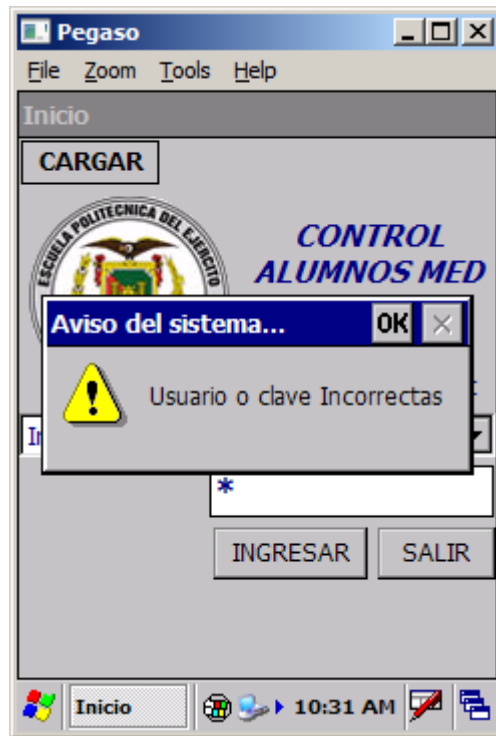 Pegaso
File Zoom Tools Help
Inicio
CARGAR
ESCUELA POLITECNICA DEL EJERCITO
CONTROL
ALUMNOS MED
Aviso del sistema... OK
Usuario o clave Incorrectas
*
INGRESAR SALIR
Inicio 10:31 AM